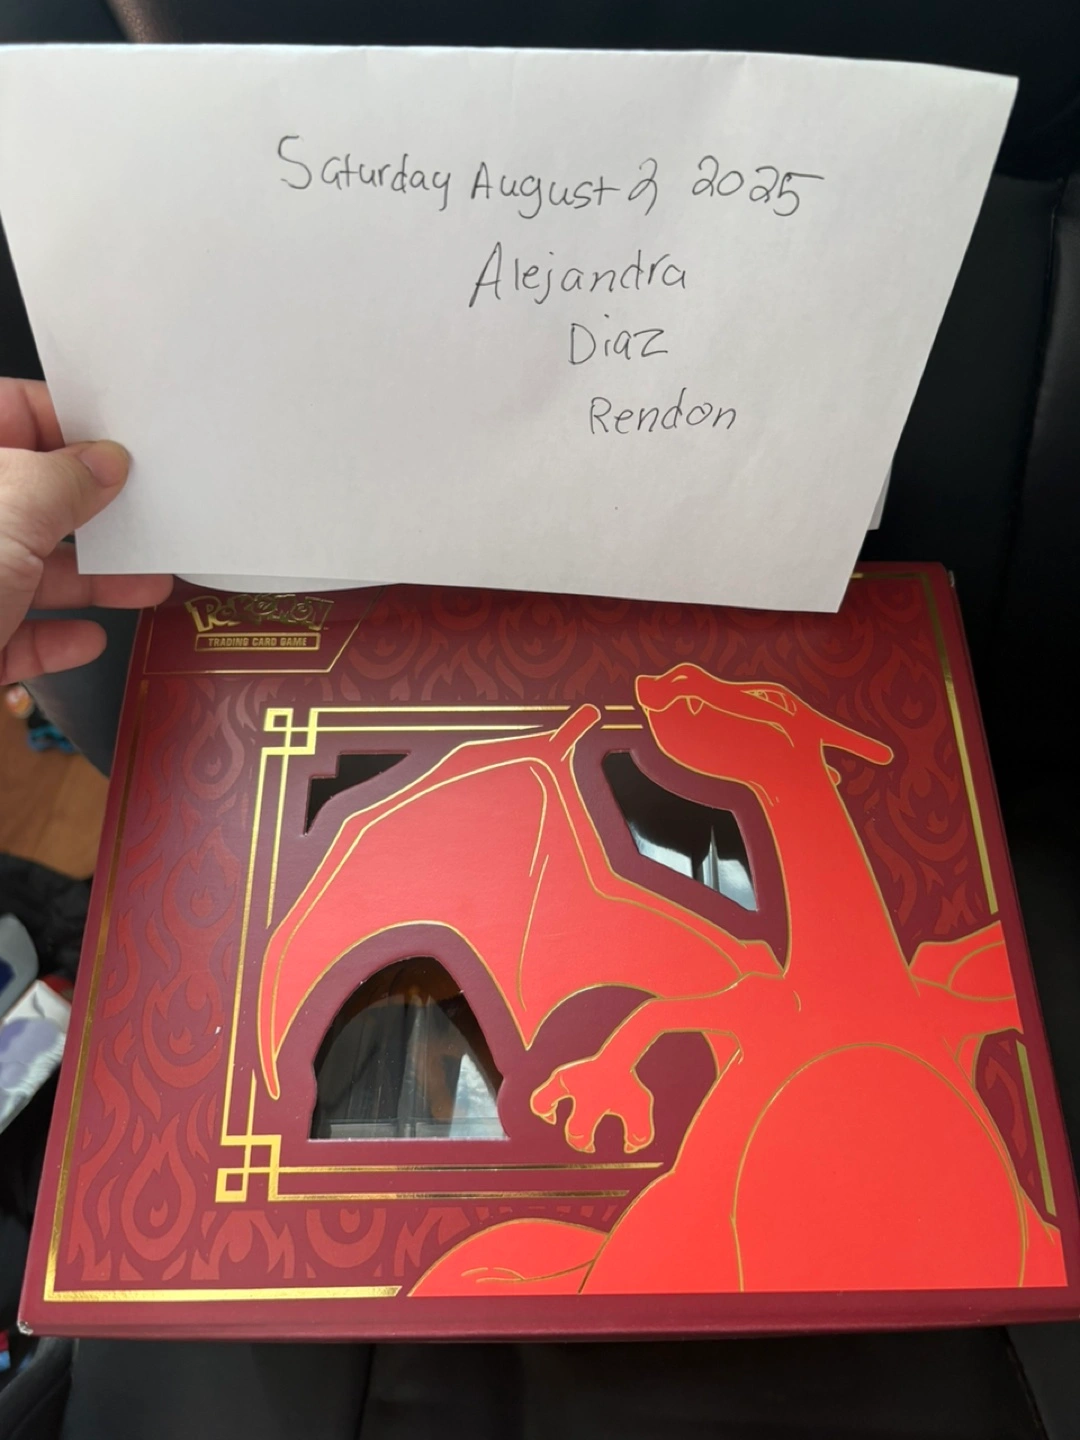 Saturday August 2 2025
Alejandra
Diaz
Rendon
POKÉMON
TRADING CARD GAME